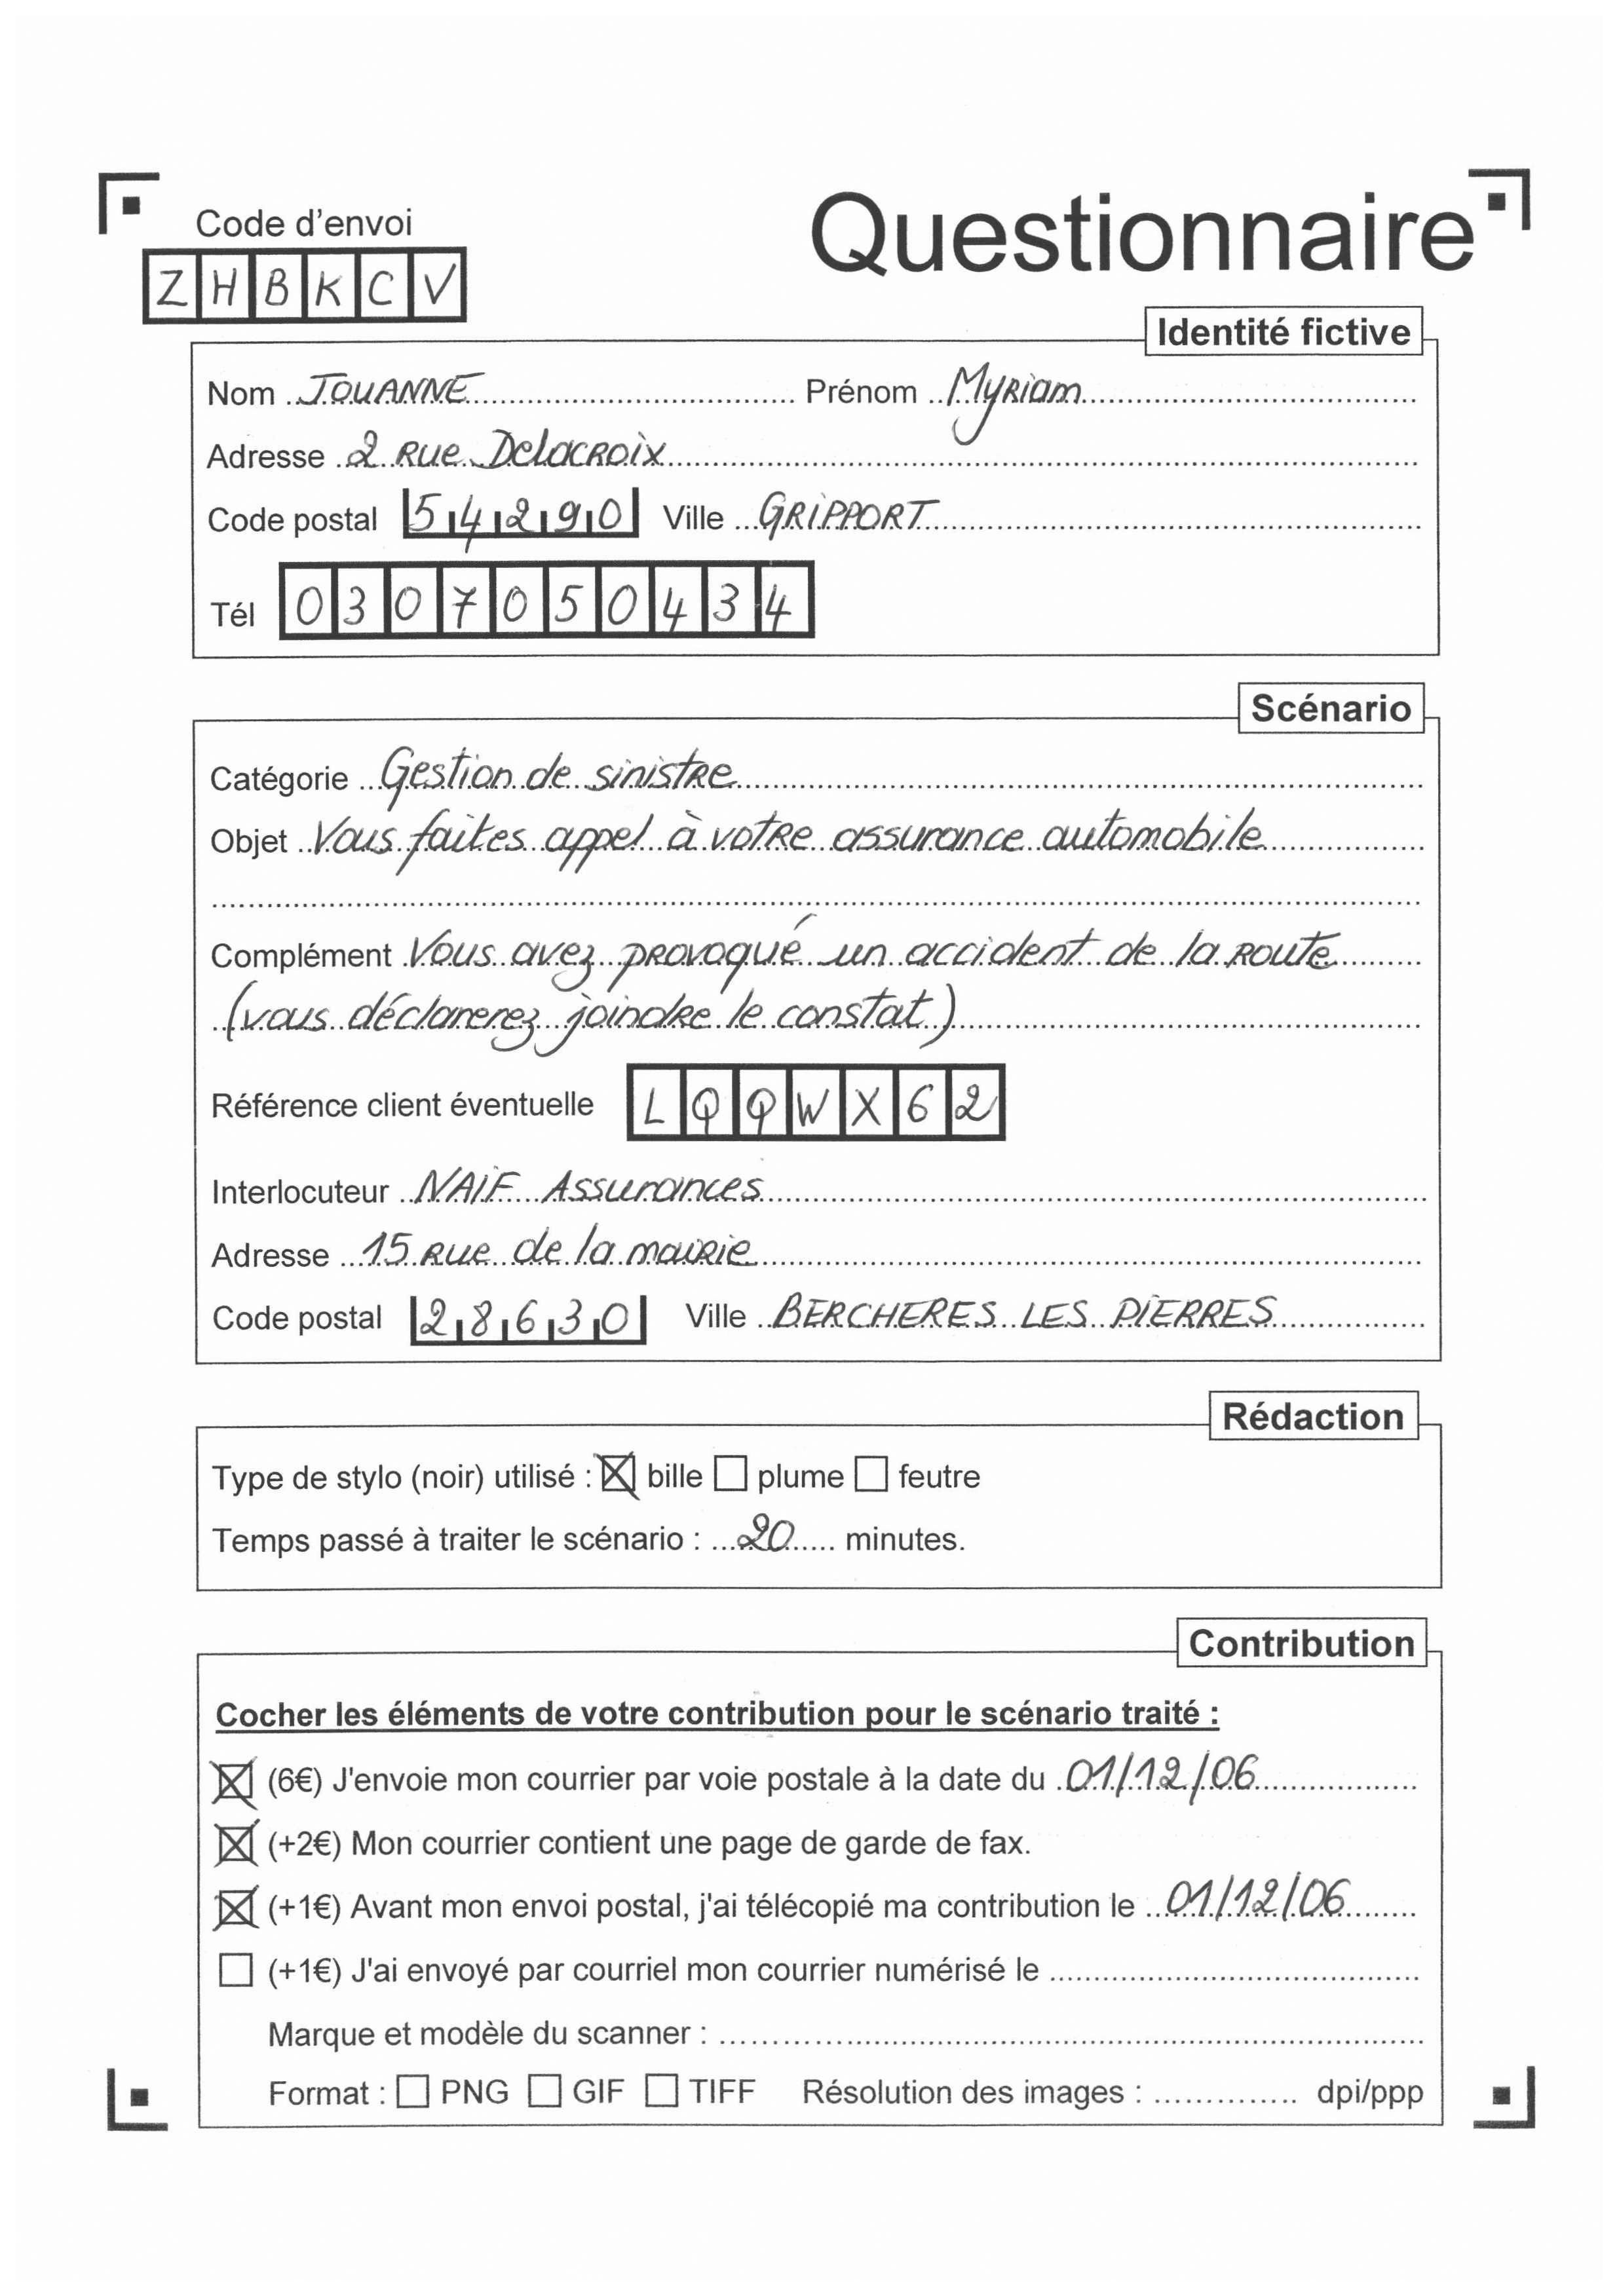 Code d'envoi
Questionnaire
ZHBKCV
Identité fictive
Nom JOUANNE Prénom Myriam
Adresse 2 Rue Delacroix
Code postal 54290 Ville GRIPPORT
Tél 0307050434
Scénario
Catégorie Gestion de sinistre
Objet Vous faites appel à votre assurance automobile
Complément Vous avez provoqué un accident de la route
(vous déclarerez joindre le constat)
Référence client éventuelle LQQWX62
Interlocuteur NAIF Assurances
Adresse 15 rue de la mairie
Code postal 28630 Ville BERCHERES LES PIERRES
Rédaction
Type de stylo (noir) utilisé : ☒ bille ☐ plume ☐ feutre
Temps passé à traiter le scénario : 20 minutes.
Contribution
Cocher les éléments de votre contribution pour le scénario traité :
☒ (6€) J'envoie mon courrier par voie postale à la date du 01/12/06
☒ (+2€) Mon courrier contient une page de garde de fax.
☒ (+1€) Avant mon envoi postal, j'ai télécopié ma contribution le 01/12/06
☐ (+1€) J'ai envoyé par courriel mon courrier numérisé le
Marque et modèle du scanner :
Format : ☐ PNG ☐ GIF ☐ TIFF Résolution des images : dpi/ppp